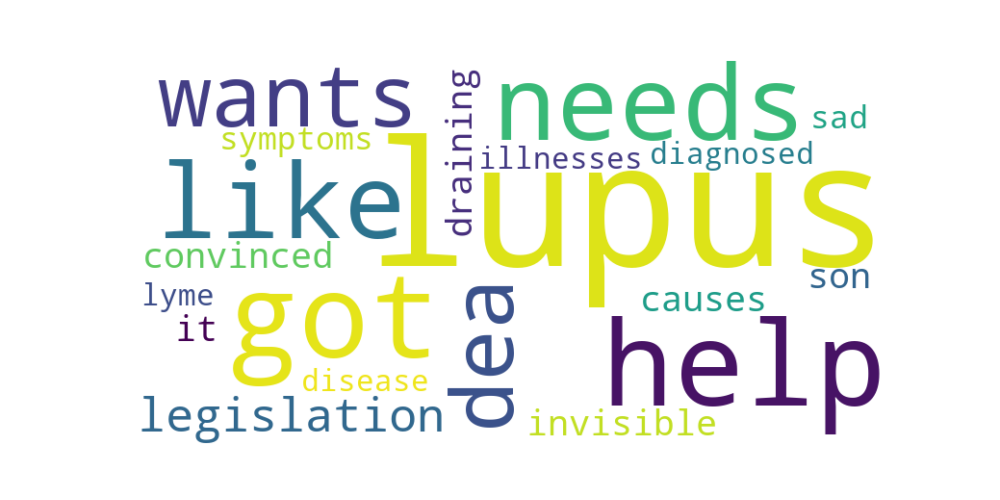 wants
needs
draining
sad
symptoms
illnesses
diagnosed
like
lupus
convinced
son
lyme
got
dea
causes
it
help
disease
legislation
invisible